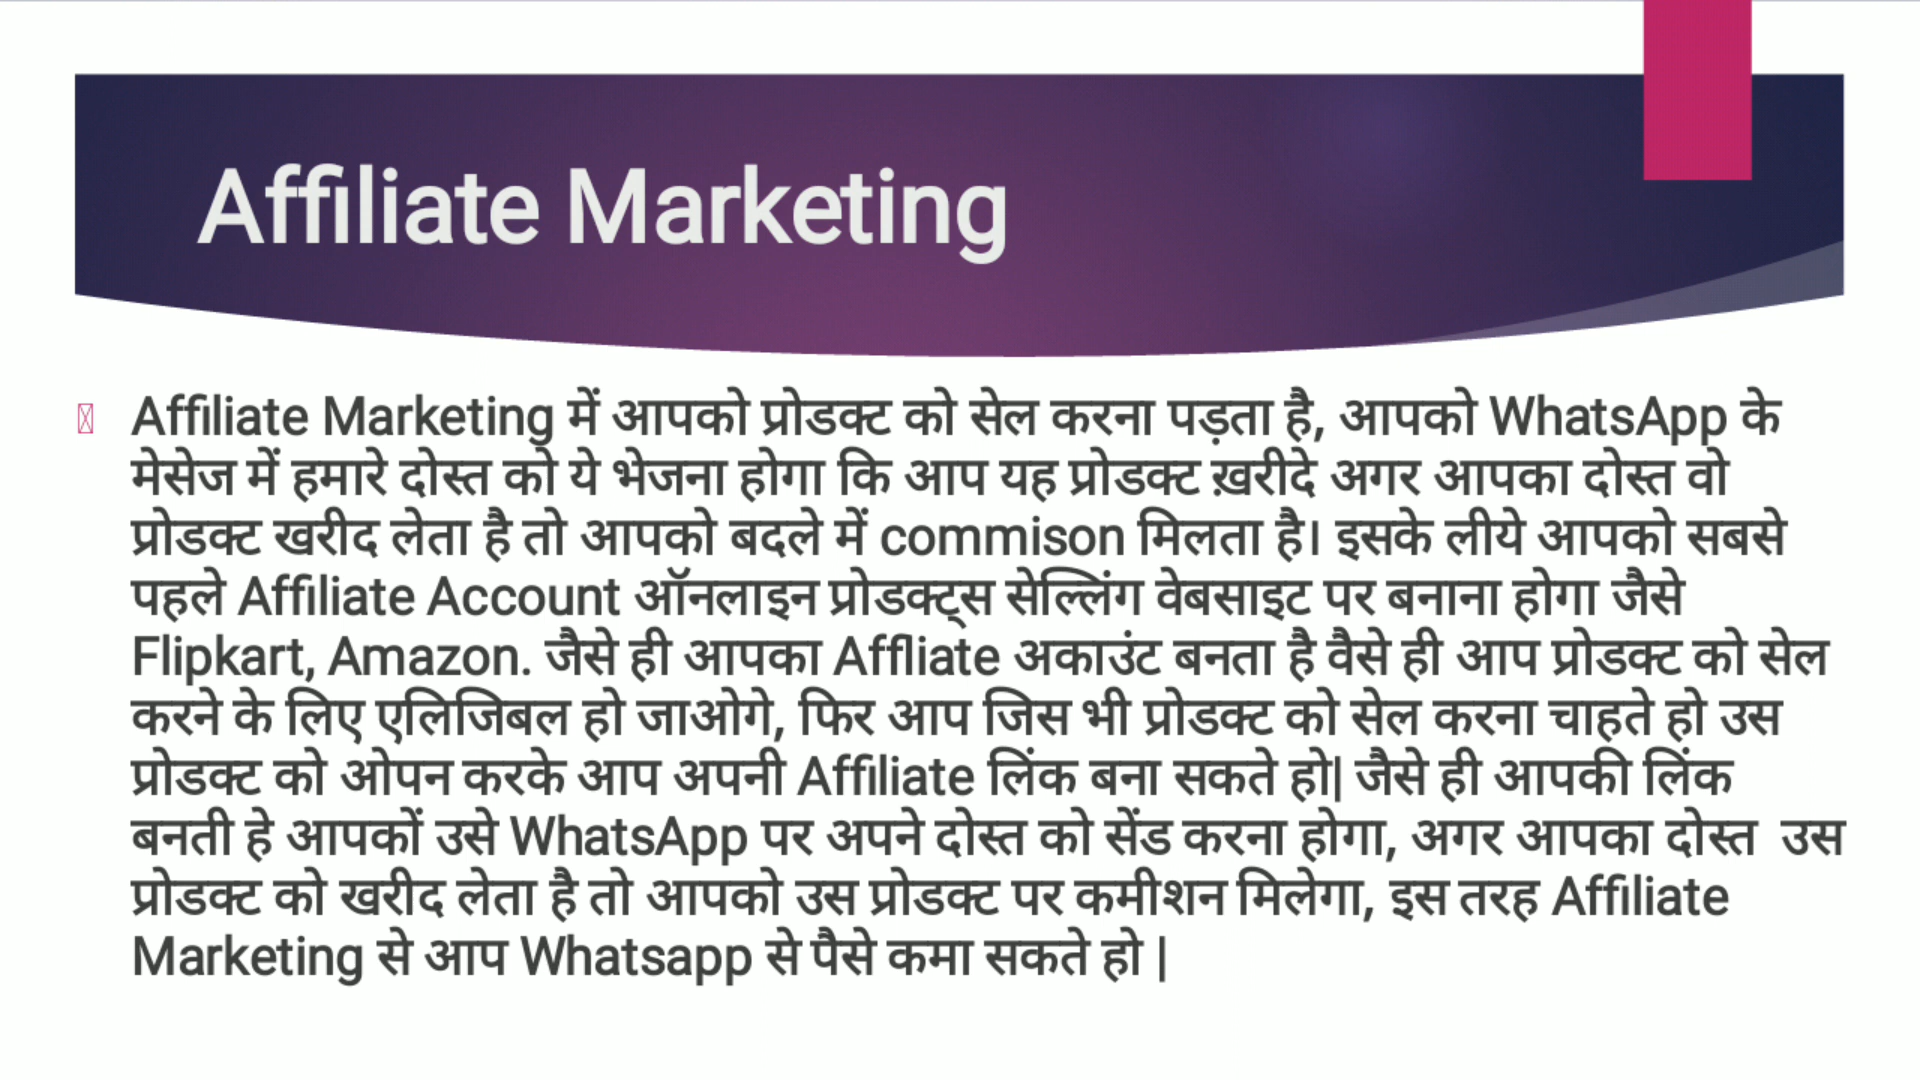 Affiliate Marketing
Affiliate Marketing में आपको प्रोडक्ट को सेल करना पड़ता है, आपको WhatsApp के
मेसेज में हमारे दोस्त को ये भेजना होगा कि आप यह प्रोडक्ट ख़रीदे अगर आपका दोस्त वो
प्रोडक्ट खरीद लेता है तो आपको बदले में commison मिलता है। इसके लीये आपको सबसे
पहले Affiliate Account ऑनलाइन प्रोडक्ट्स सेल्लिंग वेबसाइट पर बनाना होगा जैसे
Flipkart, Amazon. जैसे ही आपका Affliate अकाउंट बनता है वैसे ही आप प्रोडक्ट को सेल
करने के लिए एलिजिबल हो जाओगे, फिर आप जिस भी प्रोडक्ट को सेल करना चाहते हो उस
प्रोडक्ट को ओपन करके आप अपनी Affiliate लिंक बना सकते हो| जैसे ही आपकी लिंक
बनती हे आपकों उसे WhatsApp पर अपने दोस्त को सेंड करना होगा, अगर आपका दोस्त  उस
प्रोडक्ट को खरीद लेता है तो आपको उस प्रोडक्ट पर कमीशन मिलेगा, इस तरह Affiliate
Marketing से आप Whatsapp से पैसे कमा सकते हो |